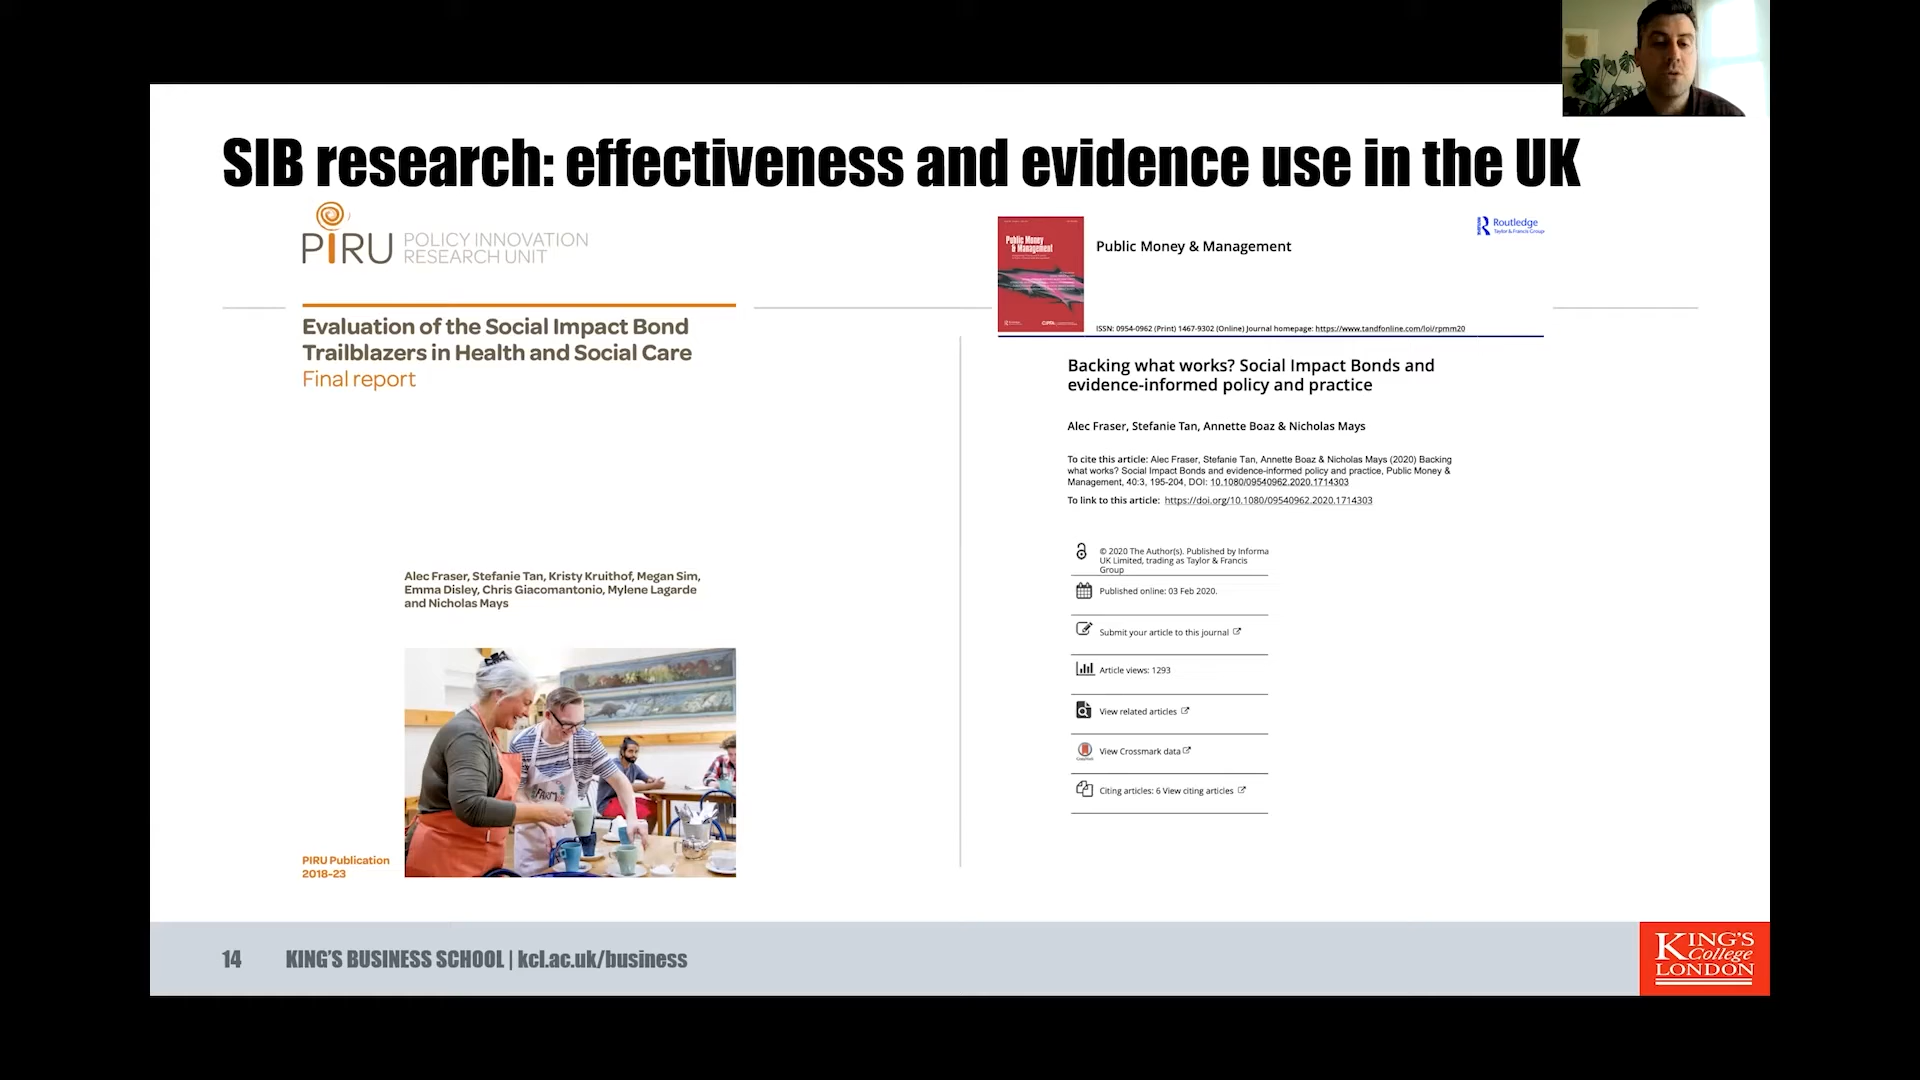 SIB research: effectiveness and evidence use in the UK
PIRU POLICY INNOVATION
RESEARCH UNIT
Evaluation of the Social Impact Bond
Trailblazers in Health and Social Care
Final report
Alec Fraser, Stefanie Tan, Kristy Kruithof, Megan Sim,
Emma Disley, Chris Giacomantonio, Mylene Lagarde
and Nicholas Mays
PIRU Publication
2018-23
Public Money
& Management
Public Money & Management
Routledge
Taylor & Francis Group
ISSN: 0954-0962 (Print) 1467-9302 (Online) Journal homepage: https://www.tandfonline.com/loi/rpmm20
Backing what works? Social Impact Bonds and
evidence-informed policy and practice
Alec Fraser, Stefanie Tan, Annette Boaz & Nicholas Mays
To cite this article: Alec Fraser, Stefanie Tan, Annette Boaz & Nicholas Mays (2020) Backing
what works? Social Impact Bonds and evidence-informed policy and practice, Public Money &
Management, 40:3, 195-204, DOI: 10.1080/09540962.2020.1714303
To link to this article: https://doi.org/10.1080/09540962.2020.1714303
© 2020 The Author(s). Published by Informa
UK Limited, trading as Taylor & Francis
Group
Published online: 03 Feb 2020.
Submit your article to this journal
Article views: 1293
View related articles
View Crossmark data
Citing articles: 6 View citing articles
14 KING'S BUSINESS SCHOOL | kcl.ac.uk/business
KING'S
College
LONDON